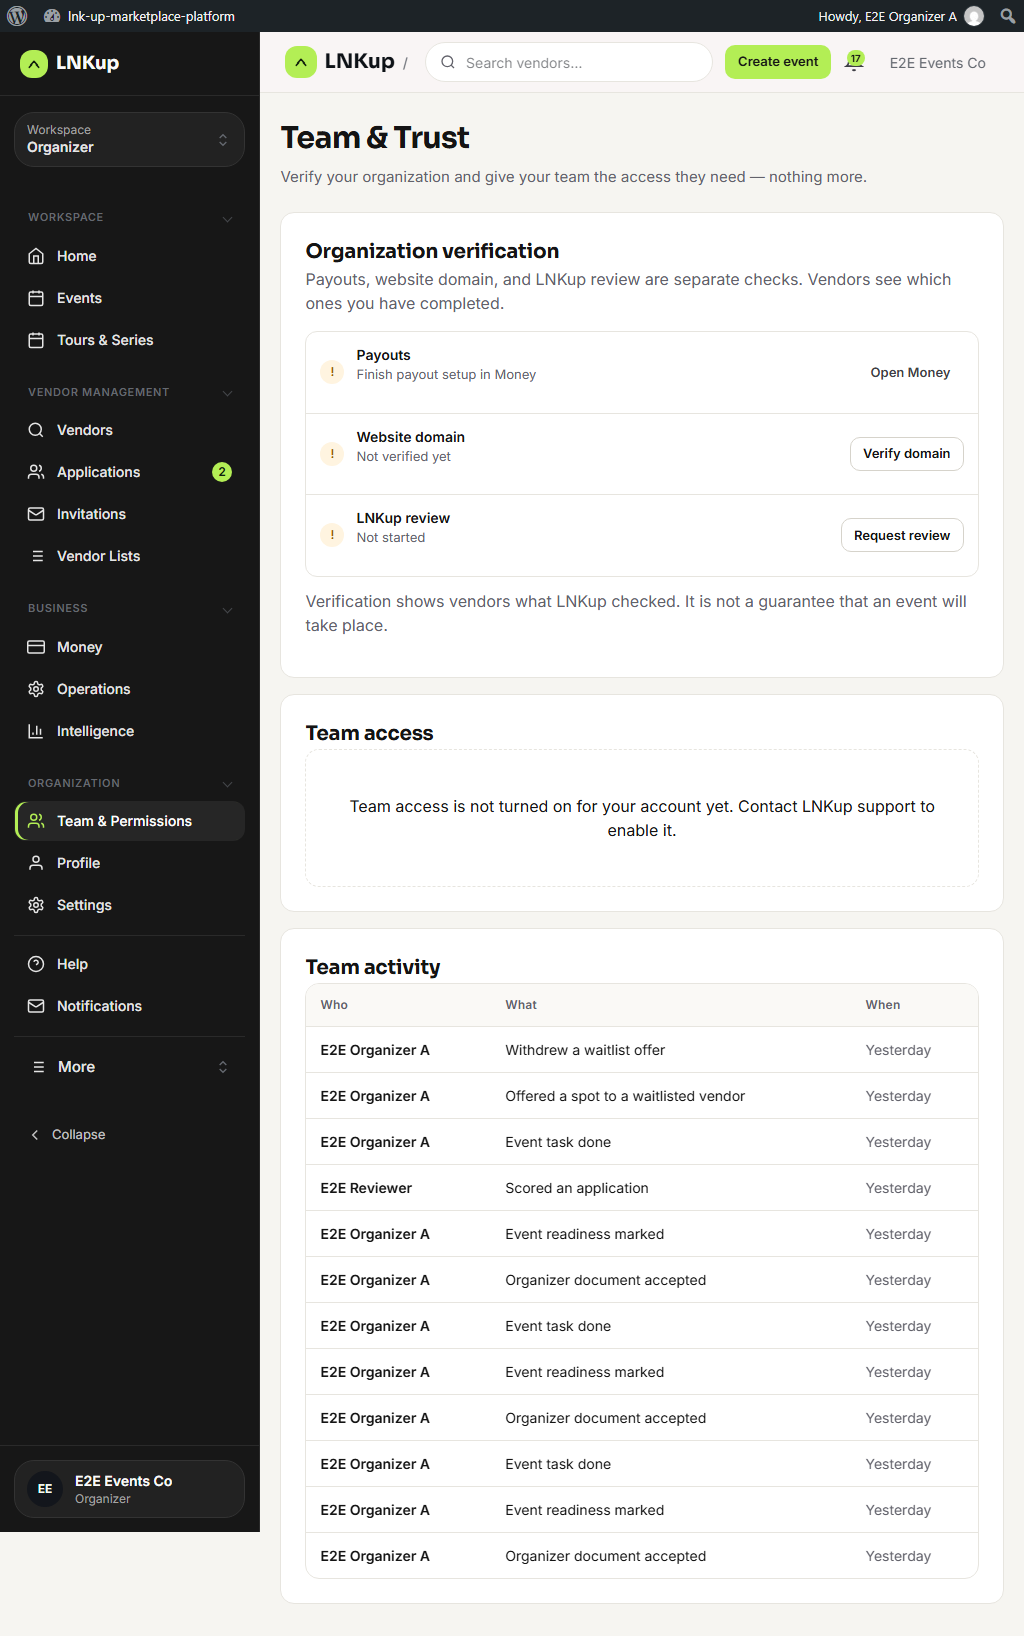 lnk-up-marketplace-platform
Howdy, E2E Organizer A
LNKup
Workspace
Organizer
WORKSPACE
Home
Events
Tours & Series
VENDOR MANAGEMENT
Vendors
Applications
2
Invitations
Vendor Lists
BUSINESS
Money
Operations
Intelligence
ORGANIZATION
Team & Permissions
Profile
Settings
Help
Notifications
More
Collapse
EE
E2E Events Co
Organizer
LNKup /
Search vendors...
Create event
17
E2E Events Co
Team & Trust
Verify your organization and give your team the access they need — nothing more.
Organization verification
Payouts, website domain, and LNKup review are separate checks. Vendors see which
ones you have completed.
!
Payouts
Finish payout setup in Money
Open Money
!
Website domain
Not verified yet
Verify domain
!
LNKup review
Not started
Request review
Verification shows vendors what LNKup checked. It is not a guarantee that an event will
take place.
Team access
Team access is not turned on for your account yet. Contact LNKup support to
enable it.
Team activity
Who What When
E2E Organizer A Withdrew a waitlist offer Yesterday
E2E Organizer A Offered a spot to a waitlisted vendor Yesterday
E2E Organizer A Event task done Yesterday
E2E Reviewer Scored an application Yesterday
E2E Organizer A Event readiness marked Yesterday
E2E Organizer A Organizer document accepted Yesterday
E2E Organizer A Event task done Yesterday
E2E Organizer A Event readiness marked Yesterday
E2E Organizer A Organizer document accepted Yesterday
E2E Organizer A Event task done Yesterday
E2E Organizer A Event readiness marked Yesterday
E2E Organizer A Organizer document accepted Yesterday